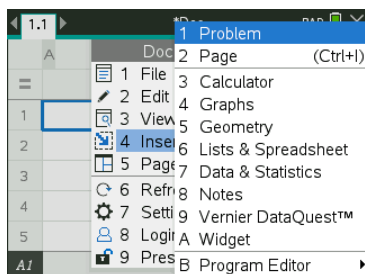 1.1 *Doc RAD
Doc
1 File
2 Edit
3 View
4 Inser
5 Page
6 Refr
7 Setti
8 Logi
9 Pres
1 Problem
2 Page (Ctrl+I)
3 Calculator
4 Graphs
5 Geometry
6 Lists & Spreadsheet
7 Data & Statistics
8 Notes
9 Vernier DataQuest™
A Widget
B Program Editor
A
=
1
2
3
4
5
A1